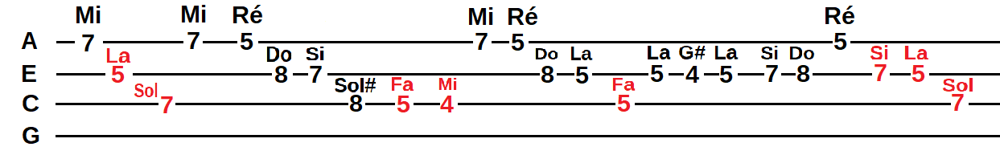 Mi Mi Ré Mi Ré Ré
A 7 7 5 7 5 5
La Do Si Do La La G# La Si Do Si La
E 5 8 7 8 5 5 4 5 7 8 7 5
Sol Sol# Fa Mi Fa Sol
C 7 8 5 4 5 7
G